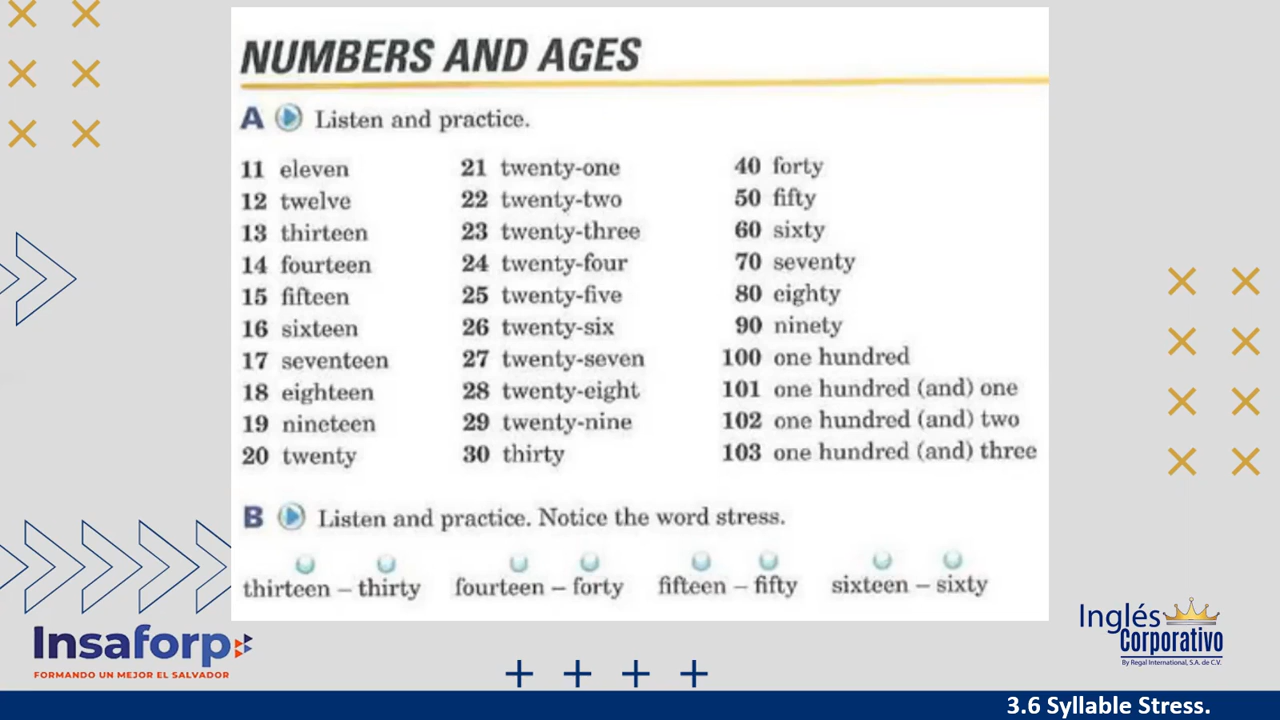 NUMBERS AND AGES
A Listen and practice.
11 eleven 21 twenty-one 40 forty
12 twelve 22 twenty-two 50 fifty
13 thirteen 23 twenty-three 60 sixty
14 fourteen 24 twenty-four 70 seventy
15 fifteen 25 twenty-five 80 eighty
16 sixteen 26 twenty-six 90 ninety
17 seventeen 27 twenty-seven 100 one hundred
18 eighteen 28 twenty-eight 101 one hundred (and) one
19 nineteen 29 twenty-nine 102 one hundred (and) two
20 twenty 30 thirty 103 one hundred (and) three
B Listen and practice. Notice the word stress.
thirteen – thirty fourteen – forty fifteen – fifty sixteen – sixty
Insaforp
FORMANDO UN MEJOR EL SALVADOR
Inglés
Corporativo
By Regal International, S.A. de C.V.
3.6 Syllable Stress.